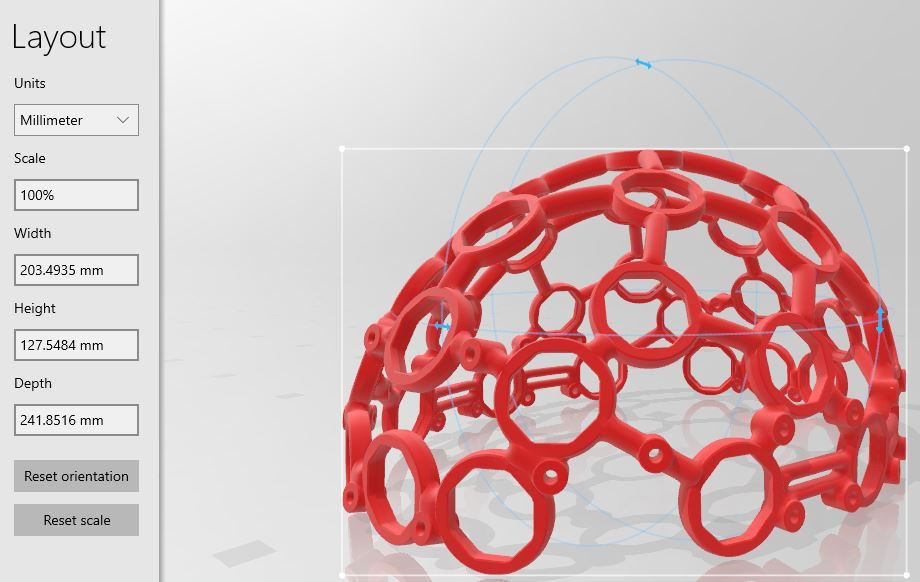 Layout
Units
Millimeter
Scale
100%
Width
203.4935 mm
Height
127.5484 mm
Depth
241.8516 mm
Reset orientation
Reset scale